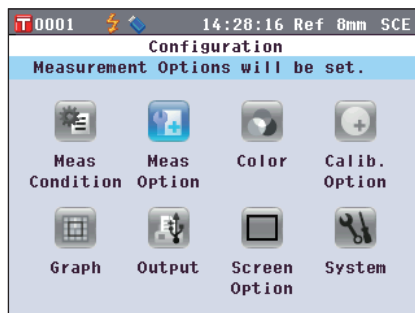 T 0001 14:28:16 Ref 8mm SCE
Configuration
Measurement Options will be set.
Meas Condition Meas Option Color Calib. Option
Graph Output Screen Option System